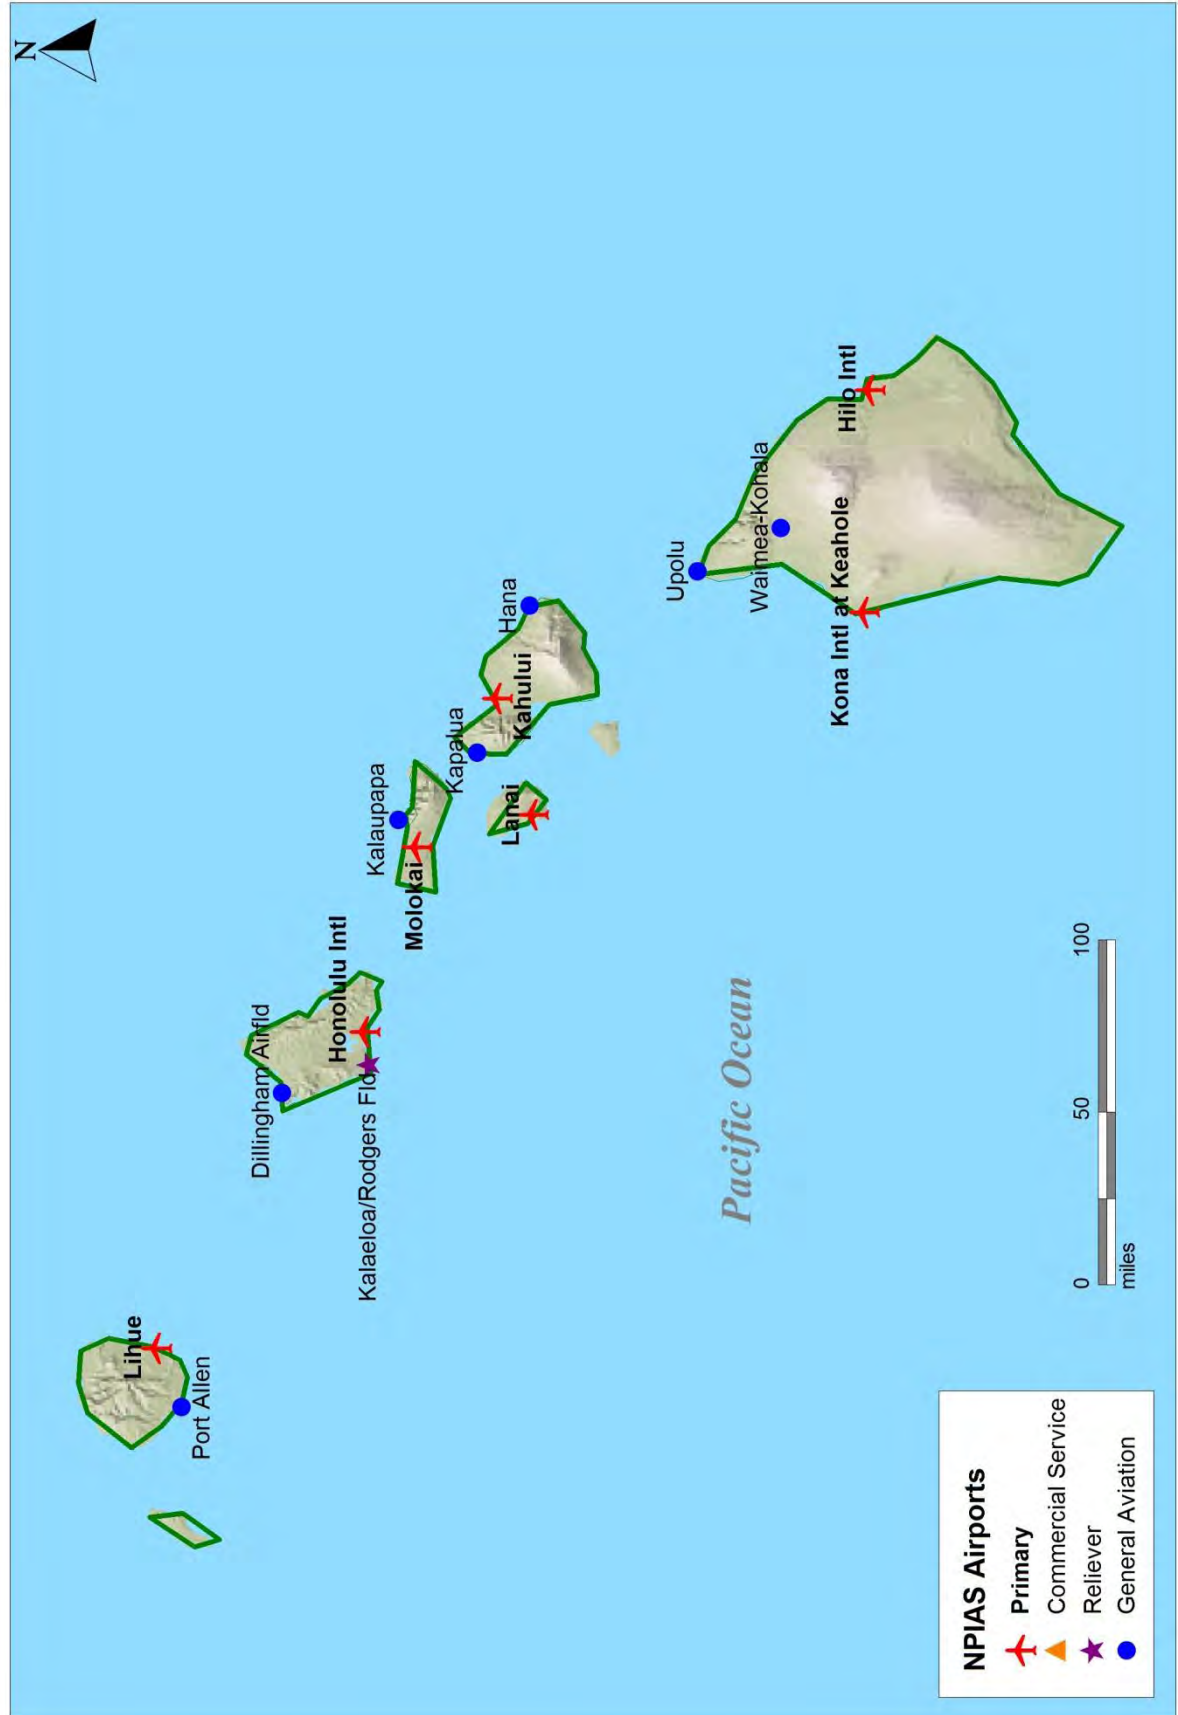 N
Lihue
Port Allen
Dillingham Airfld
Honolulu Intl
Kalaeloa/Rodgers Fld
Kalaupapa
Molokai
Kapalua
Lanai
Kahului
Hana
Upolu
Waimea-Kohala
Kona Intl at Keahole
Hilo Intl
Pacific Ocean
NPIAS Airports
Primary
Commercial Service
Reliever
General Aviation
0 50 100
miles